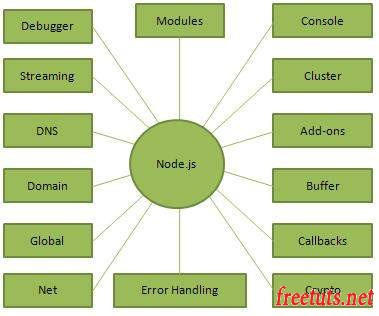 Debugger
Modules
Console
Streaming
Cluster
DNS
Add-ons
Node.js
Domain
Buffer
Global
Callbacks
Net
Error Handling
Crypto
freetuts.net